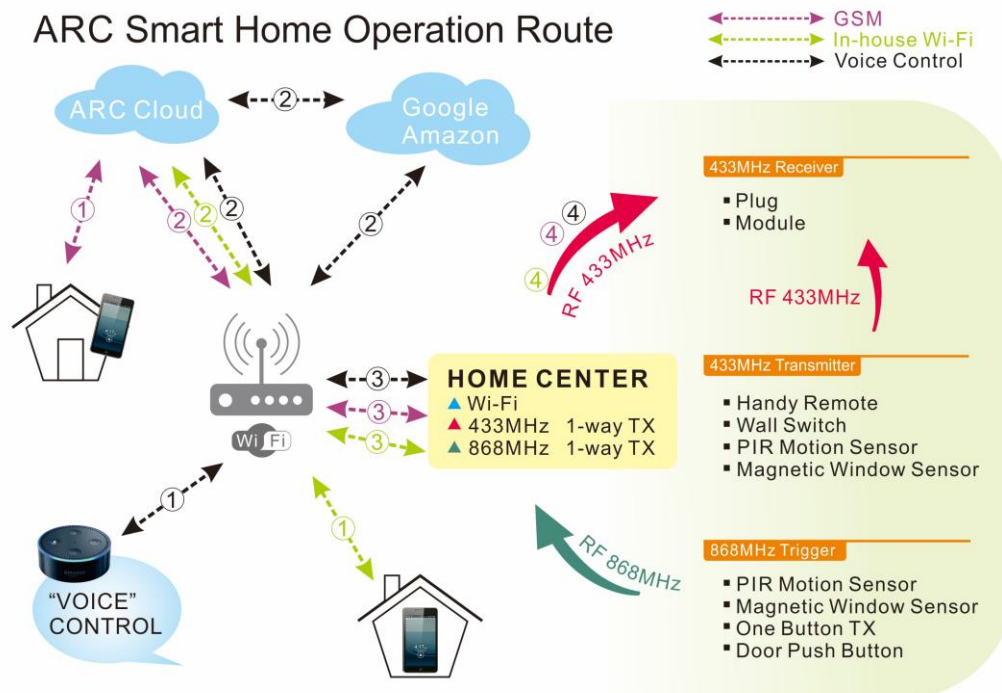 ARC Smart Home Operation Route
GSM
In-house Wi-Fi
Voice Control
ARC Cloud
2
Google
Amazon
1
2
2
2
2
4
4
4
RF 433MHz
433MHz Receiver
Plug
Module
RF 433MHz
Wi Fi
3
3
3
HOME CENTER
Wi-Fi
433MHz 1-way TX
868MHz 1-way TX
433MHz Transmitter
Handy Remote
Wall Switch
PIR Motion Sensor
Magnetic Window Sensor
1
1
RF 868MHz
868MHz Trigger
PIR Motion Sensor
Magnetic Window Sensor
One Button TX
Door Push Button
"VOICE"
CONTROL